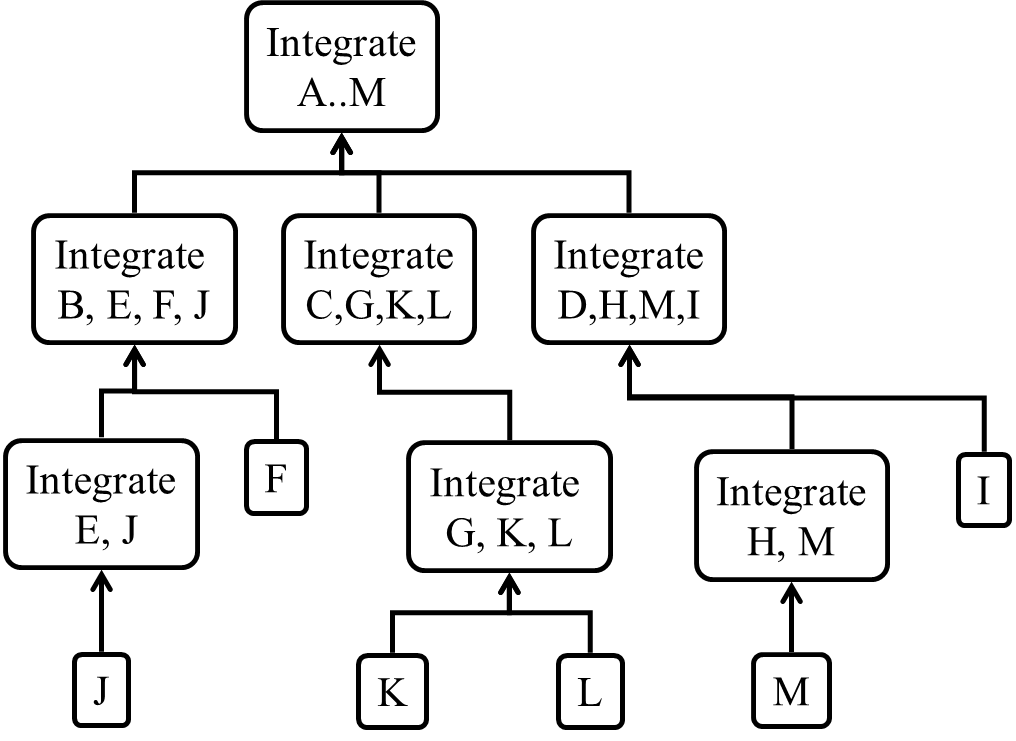 Integrate
A..M
Integrate
B, E, F, J
Integrate
C,G,K,L
Integrate
D,H,M,I
Integrate
E, J
F
Integrate
G, K, L
Integrate
H, M
I
J
K
L
M